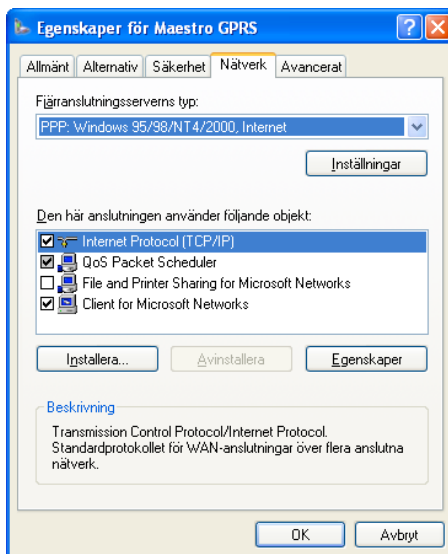 Egenskaper för Maestro GPRS
Allmänt Alternativ Säkerhet Nätverk Avancerat
Fjärranslutningsserverns typ:
PPP: Windows 95/98/NT4/2000, Internet
Inställningar
Den här anslutningen använder följande objekt:
Internet Protocol (TCP/IP)
QoS Packet Scheduler
File and Printer Sharing for Microsoft Networks
Client for Microsoft Networks
Installera... Avinstallera Egenskaper
Beskrivning
Transmission Control Protocol/Internet Protocol.
Standardprotokollet för WAN-anslutningar över flera anslutna
nätverk.
OK Avbryt